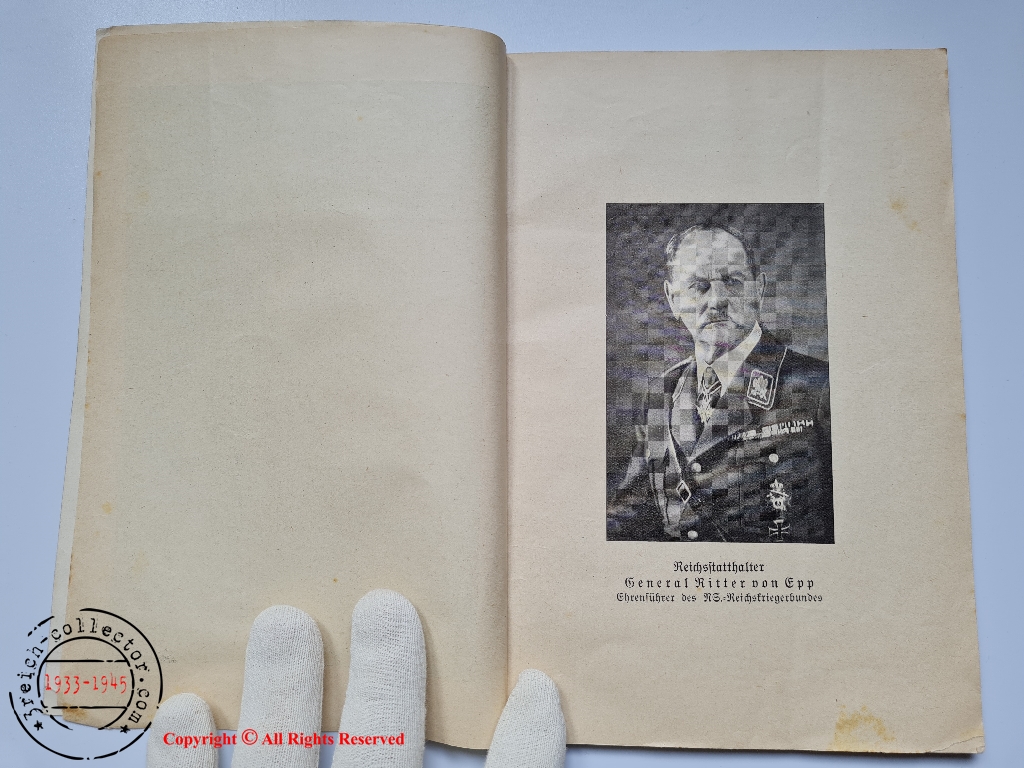 Reichsstatthalter
General Ritter von Epp
Ehrenführer des NS.-Reichskriegerbundes
3reich-collector.com
1933-1945
Copyright © All Rights Reserved